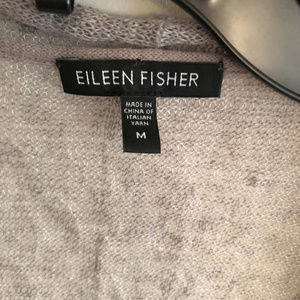 EILEEN FISHER
MADE IN
CHINA OF
ITALIAN
YARN
M